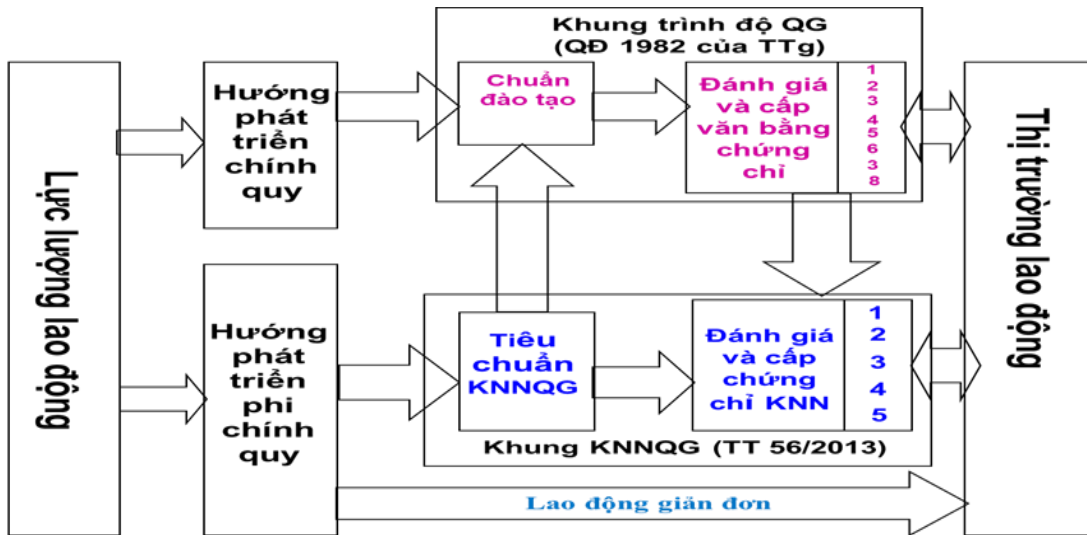 Khung trình độ QG
(QĐ 1982 của TTg)
Lực lượng lao động
Hướng
phát
triển
chính
quy
Chuẩn
đào tạo
Đánh giá
và cấp
văn bằng
chứng
chỉ
1
2
3
4
5
6
3
8
Thị trường lao động
Hướng
phát
triển
phi
chính
quy
Tiêu
chuẩn
KNNQG
Đánh giá
và cấp
chứng
chỉ KNN
1
2
3
4
5
Khung KNNQG (TT 56/2013)
Lao động giản đơn